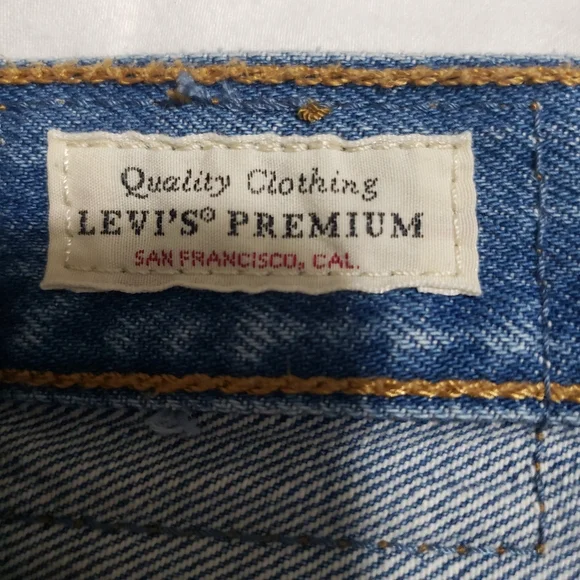 Quality Clothing
LEVI'S® PREMIUM
SAN FRANCISCO, CAL.